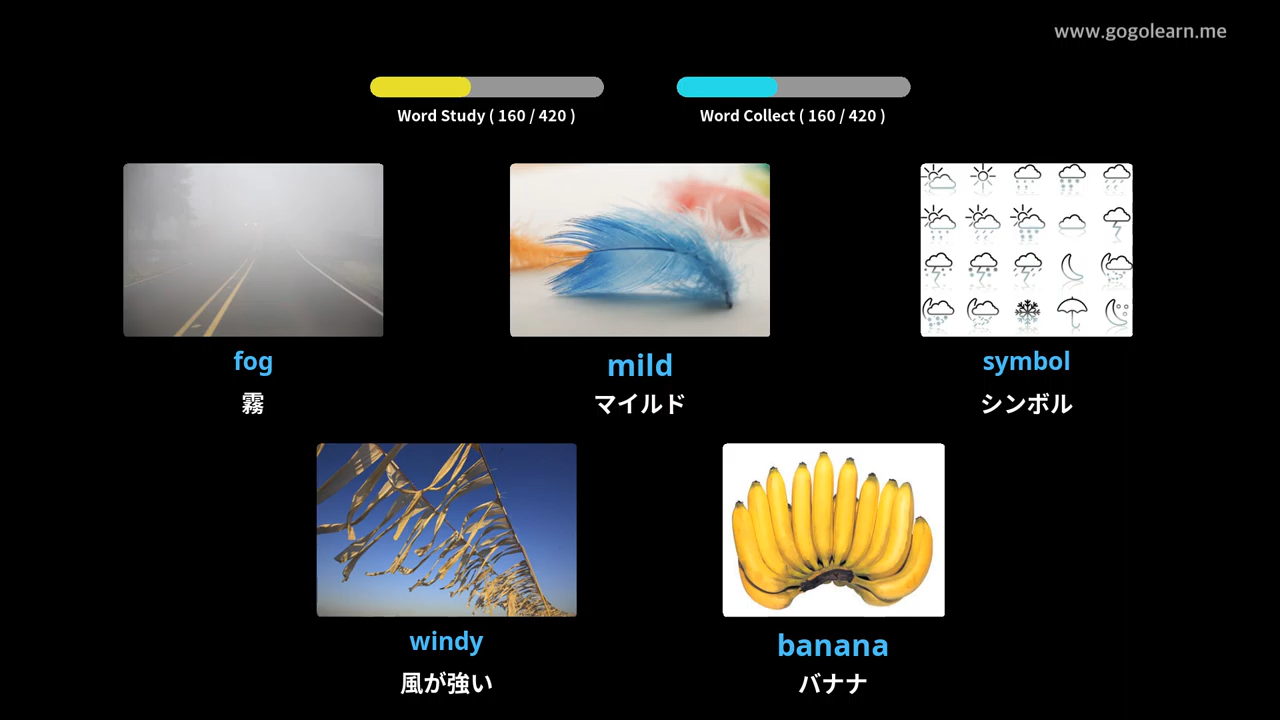 www.gogolearn.me
Word Study ( 160 / 420 )
Word Collect ( 160 / 420 )
fog
霧
mild
マイルド
symbol
シンボル
windy
風が強い
banana
バナナ